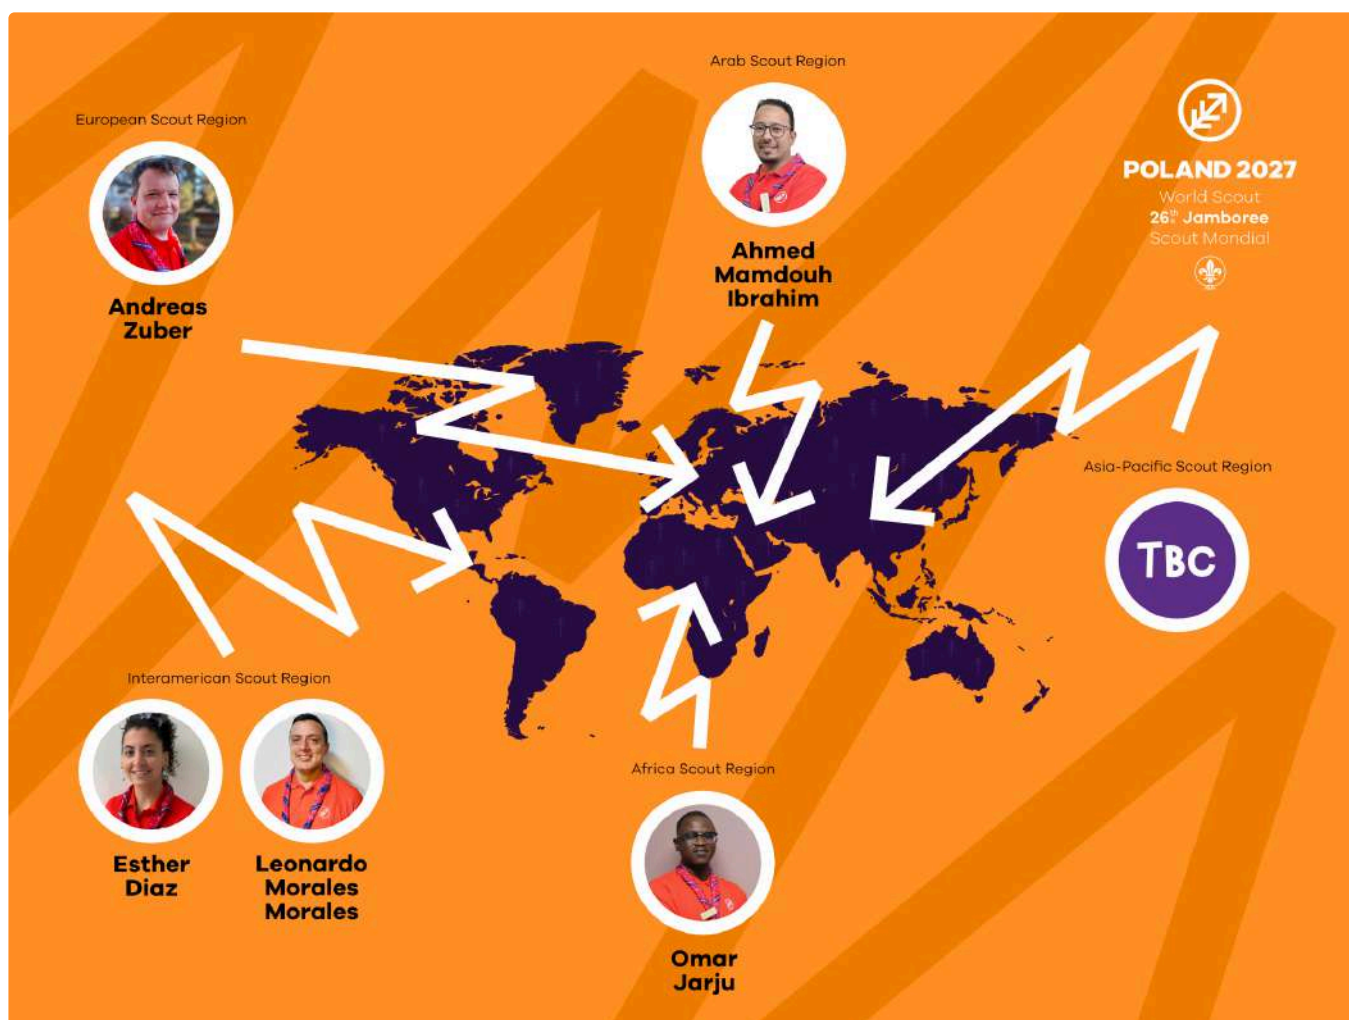 Arab Scout Region
European Scout Region
POLAND 2027
World Scout
26th Jamboree
Scout Mondial
Andreas
Zuber
Ahmed
Mamdouh
Ibrahim
Asia-Pacific Scout Region
TBC
Interamerican Scout Region
Esther
Diaz
Leonardo
Morales
Morales
Africa Scout Region
Omar
Jarju